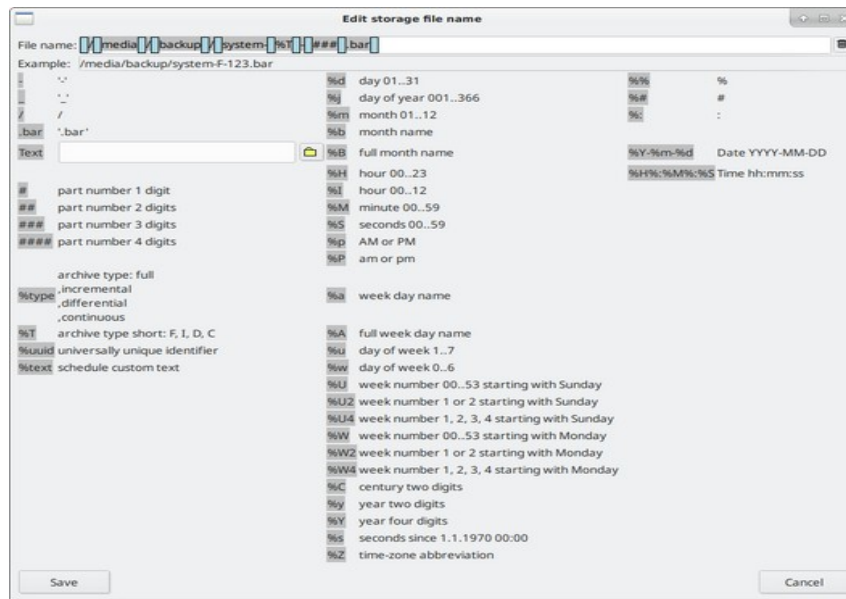 Edit storage file name
File name: / media / backup / system- %T - ### .bar
Example: /media/backup/system-F-123.bar
- '-'
_ '_'
/ /
.bar '.bar'
Text
# part number 1 digit
## part number 2 digits
### part number 3 digits
#### part number 4 digits
%type archive type: full
,incremental
,differential
,continuous
%T archive type short: F, I, D, C
%uuid universally unique identifier
%text schedule custom text
%d day 01..31
%j day of year 001..366
%m month 01..12
%b month name
%B full month name
%H hour 00..23
%I hour 00..12
%M minute 00..59
%S seconds 00..59
%p AM or PM
%P am or pm
%a week day name
%A full week day name
%u day of week 1..7
%w day of week 0..6
%U week number 00..53 starting with Sunday
%U2 week number 1 or 2 starting with Sunday
%U4 week number 1, 2, 3, 4 starting with Sunday
%W week number 00..53 starting with Monday
%W2 week number 1 or 2 starting with Monday
%W4 week number 1, 2, 3, 4 starting with Monday
%C century two digits
%y year two digits
%Y year four digits
%s seconds since 1.1.1970 00:00
%Z time-zone abbreviation
%% %
%# #
%: :
%Y-%m-%d Date YYYY-MM-DD
%H%:%M%:%S Time hh:mm:ss
Save
Cancel